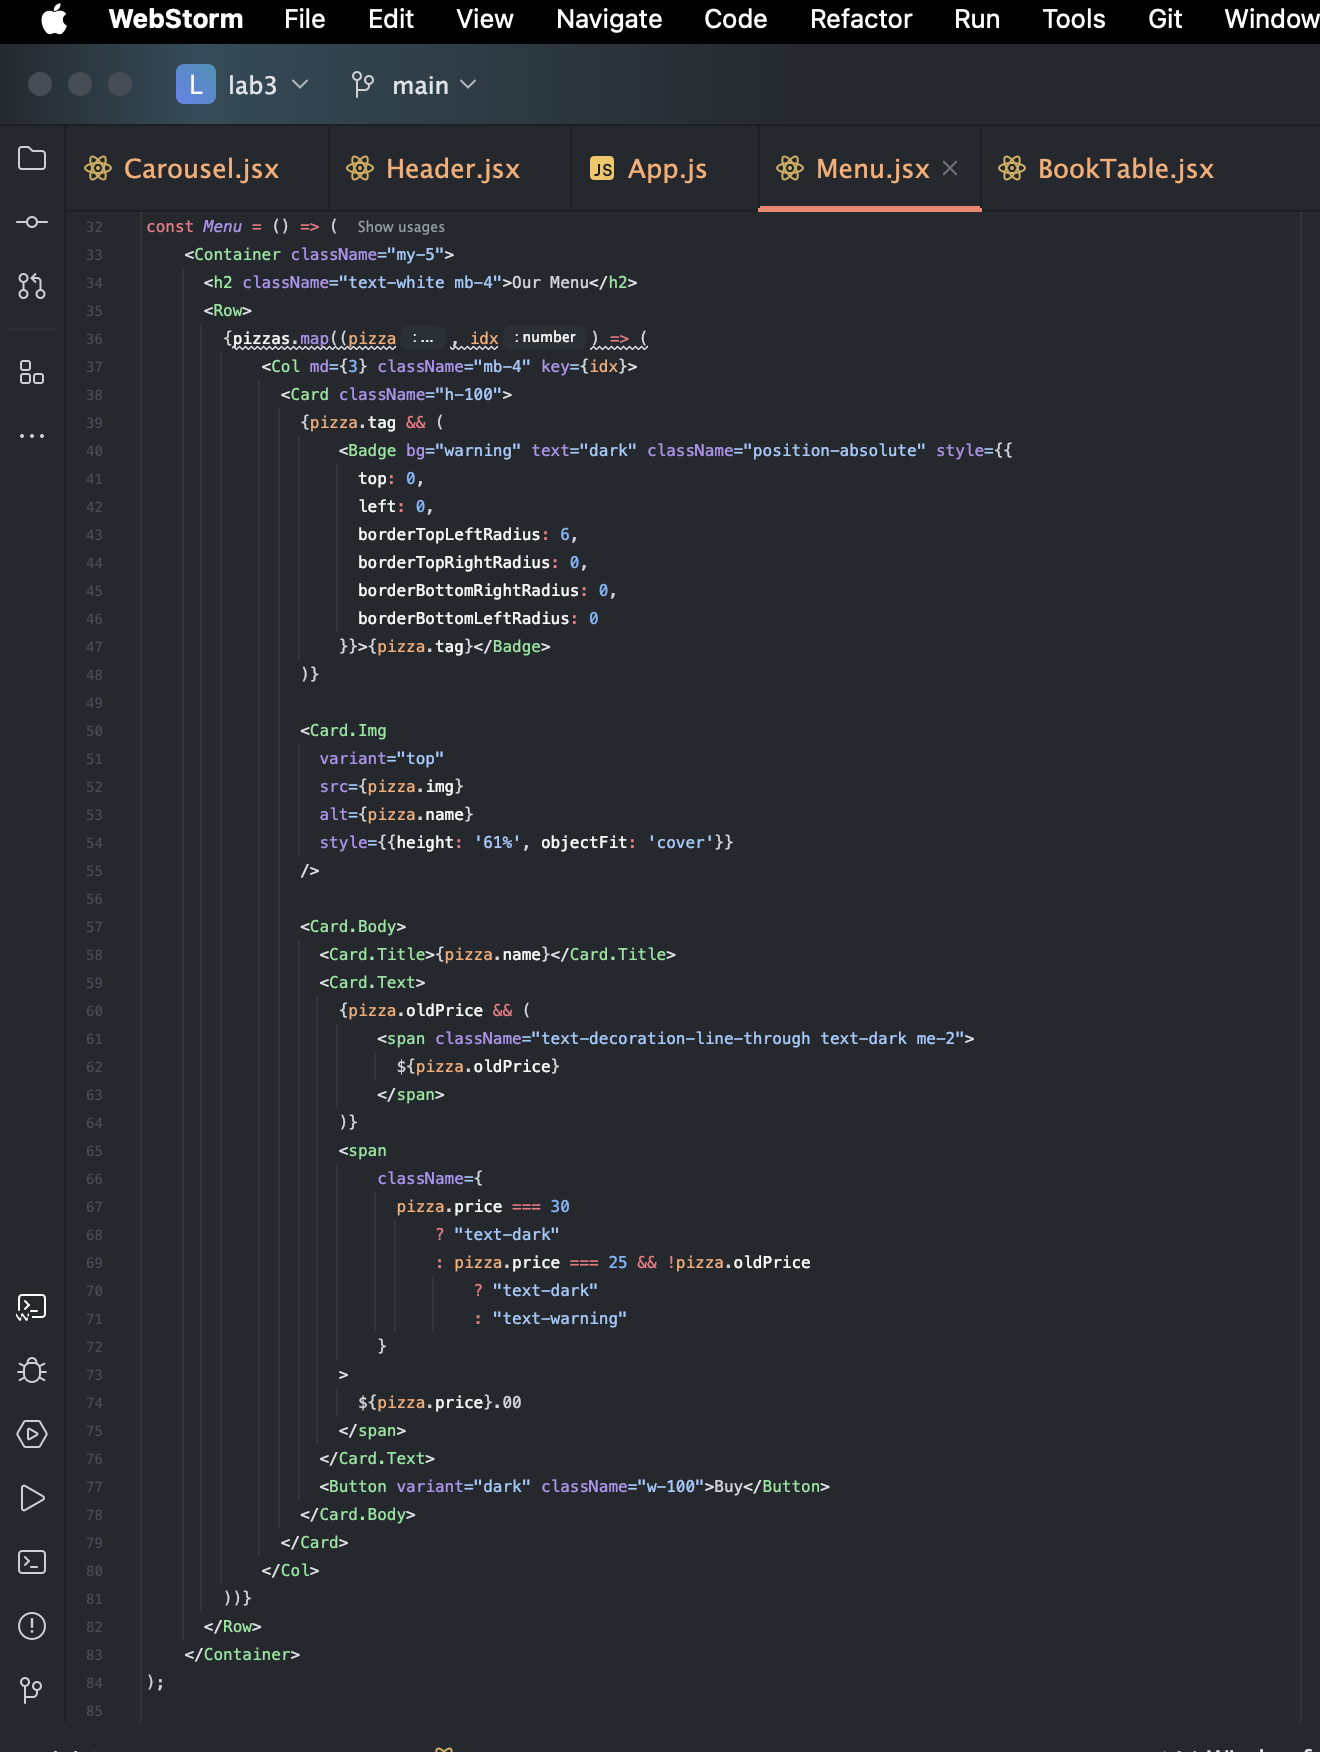 WebStorm File Edit View Navigate Code Refactor Run Tools Git Window
L lab3 main
Carousel.jsx Header.jsx JS App.js Menu.jsx BookTable.jsx
32 const Menu = () => ( Show usages
33 <Container className="my-5">
34 <h2 className="text-white mb-4">Our Menu</h2>
35 <Row>
36 {pizzas.map((pizza :... , idx :number ) => (
37 <Col md={3} className="mb-4" key={idx}>
38 <Card className="h-100">
39 {pizza.tag && (
40 <Badge bg="warning" text="dark" className="position-absolute" style={{
41 top: 0,
42 left: 0,
43 borderTopLeftRadius: 6,
44 borderTopRightRadius: 0,
45 borderBottomRightRadius: 0,
46 borderBottomLeftRadius: 0
47 }}>{pizza.tag}</Badge>
48 )}
49
50 <Card.Img
51 variant="top"
52 src={pizza.img}
53 alt={pizza.name}
54 style={{height: '61%', objectFit: 'cover'}}
55 />
56
57 <Card.Body>
58 <Card.Title>{pizza.name}</Card.Title>
59 <Card.Text>
60 {pizza.oldPrice && (
61 <span className="text-decoration-line-through text-dark me-2">
62 ${pizza.oldPrice}
63 </span>
64 )}
65 <span
66 className={
67 pizza.price === 30
68 ? "text-dark"
69 : pizza.price === 25 && !pizza.oldPrice
70 ? "text-dark"
71 : "text-warning"
72 }
73 >
74 ${pizza.price}.00
75 </span>
76 </Card.Text>
77 <Button variant="dark" className="w-100">Buy</Button>
78 </Card.Body>
79 </Card>
80 </Col>
81 ))}
82 </Row>
83 </Container>
84 );
85